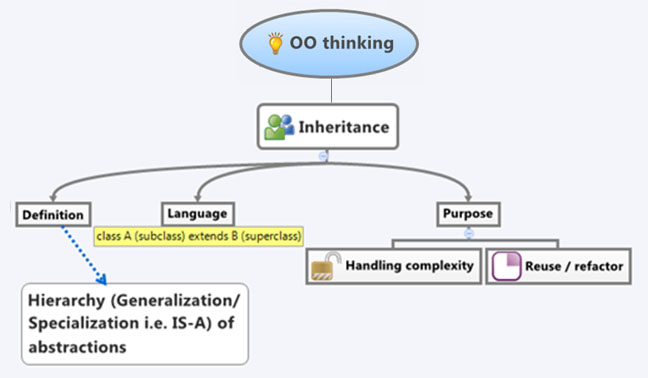 OO thinking
Inheritance
Definition
Language
Purpose
class A (subclass) extends B (superclass)
Handling complexity
Reuse / refactor
Hierarchy (Generalization/
Specialization i.e. IS-A) of
abstractions